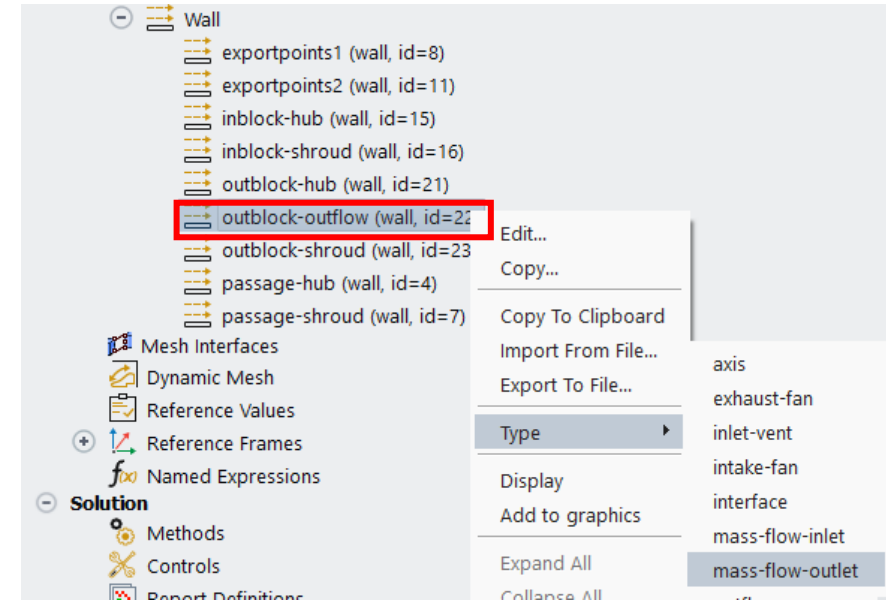 Wall
exportpoints1 (wall, id=8)
exportpoints2 (wall, id=11)
inblock-hub (wall, id=15)
inblock-shroud (wall, id=16)
outblock-hub (wall, id=21)
outblock-outflow (wall, id=22
outblock-shroud (wall, id=23
passage-hub (wall, id=4)
passage-shroud (wall, id=7)
Mesh Interfaces
Dynamic Mesh
Reference Values
Reference Frames
f(x) Named Expressions
Solution
Methods
Controls
Report Definitions
Edit...
Copy...
Copy To Clipboard
Import From File...
Export To File...
Type
Display
Add to graphics
Expand All
Collapse All
axis
exhaust-fan
inlet-vent
intake-fan
interface
mass-flow-inlet
mass-flow-outlet